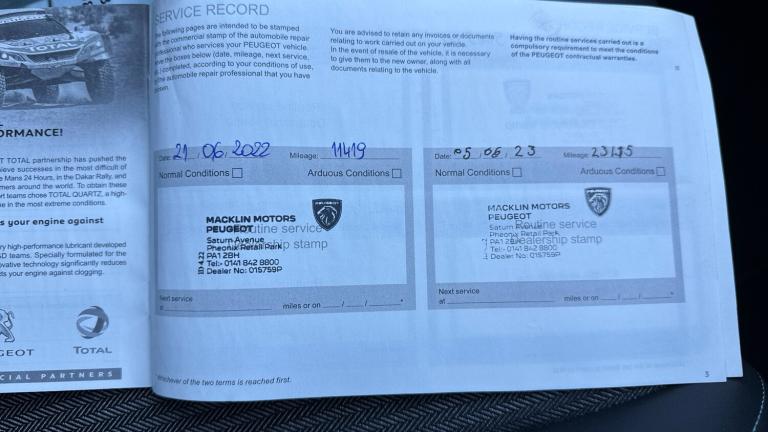 TOTAL
ORMANCE!
T TOTAL partnership has pushed the
ieve successes in the most difficult of
Mans 24 Hours, in the Dakar Rally, and
mers around the world. To obtain these
rt teams chose TOTAL QUARTZ, a high-
e in the most extreme conditions.
s your engine against
ry high-performance lubricant developed
D teams. Specially formulated for the
vative technology significantly reduces
ts your engine against clogging.
GEOT
TOTAL
CIAL PARTNERS
SERVICE RECORD
following pages are intended to be stamped
the commercial stamp of the automobile repair
professional who services your PEUGEOT vehicle.
the boxes below (date, mileage, next service,
completed, according to your conditions of use,
the automobile repair professional that you have
You are advised to retain any invoices or documents
relating to work carried out on your vehicle.
In the event of resale of the vehicle, it is necessary
to give them to the new owner, along with all
documents relating to the vehicle.
Having the routine services carried out is a
compulsory requirement to meet the conditions
of the PEUGEOT contractual warranties.
Date: 21.06.2022 Mileage: 11419
Normal Conditions Arduous Conditions
MACKLIN MOTORS
PEUGEOT
Routine service
Saturn Avenue
Pheonix Retail Park
PA1 2BH
Tel:- 0141 842 8800
Dealer No: 015759P
Next service
at miles or on / / *
Date: 05.06.23 Mileage:
Normal Conditions Arduous Conditions
PEUGEOT
MACKLIN MOTORS
PEUGEOT
Routine service
Saturn Avenue
Pheonix Retail Park
dealership stamp
PA1 2BH
Tel:- 0141 842 8800
Dealer No: 015759P
Next service
at miles or on / / *
whichever of the two terms is reached first.
3